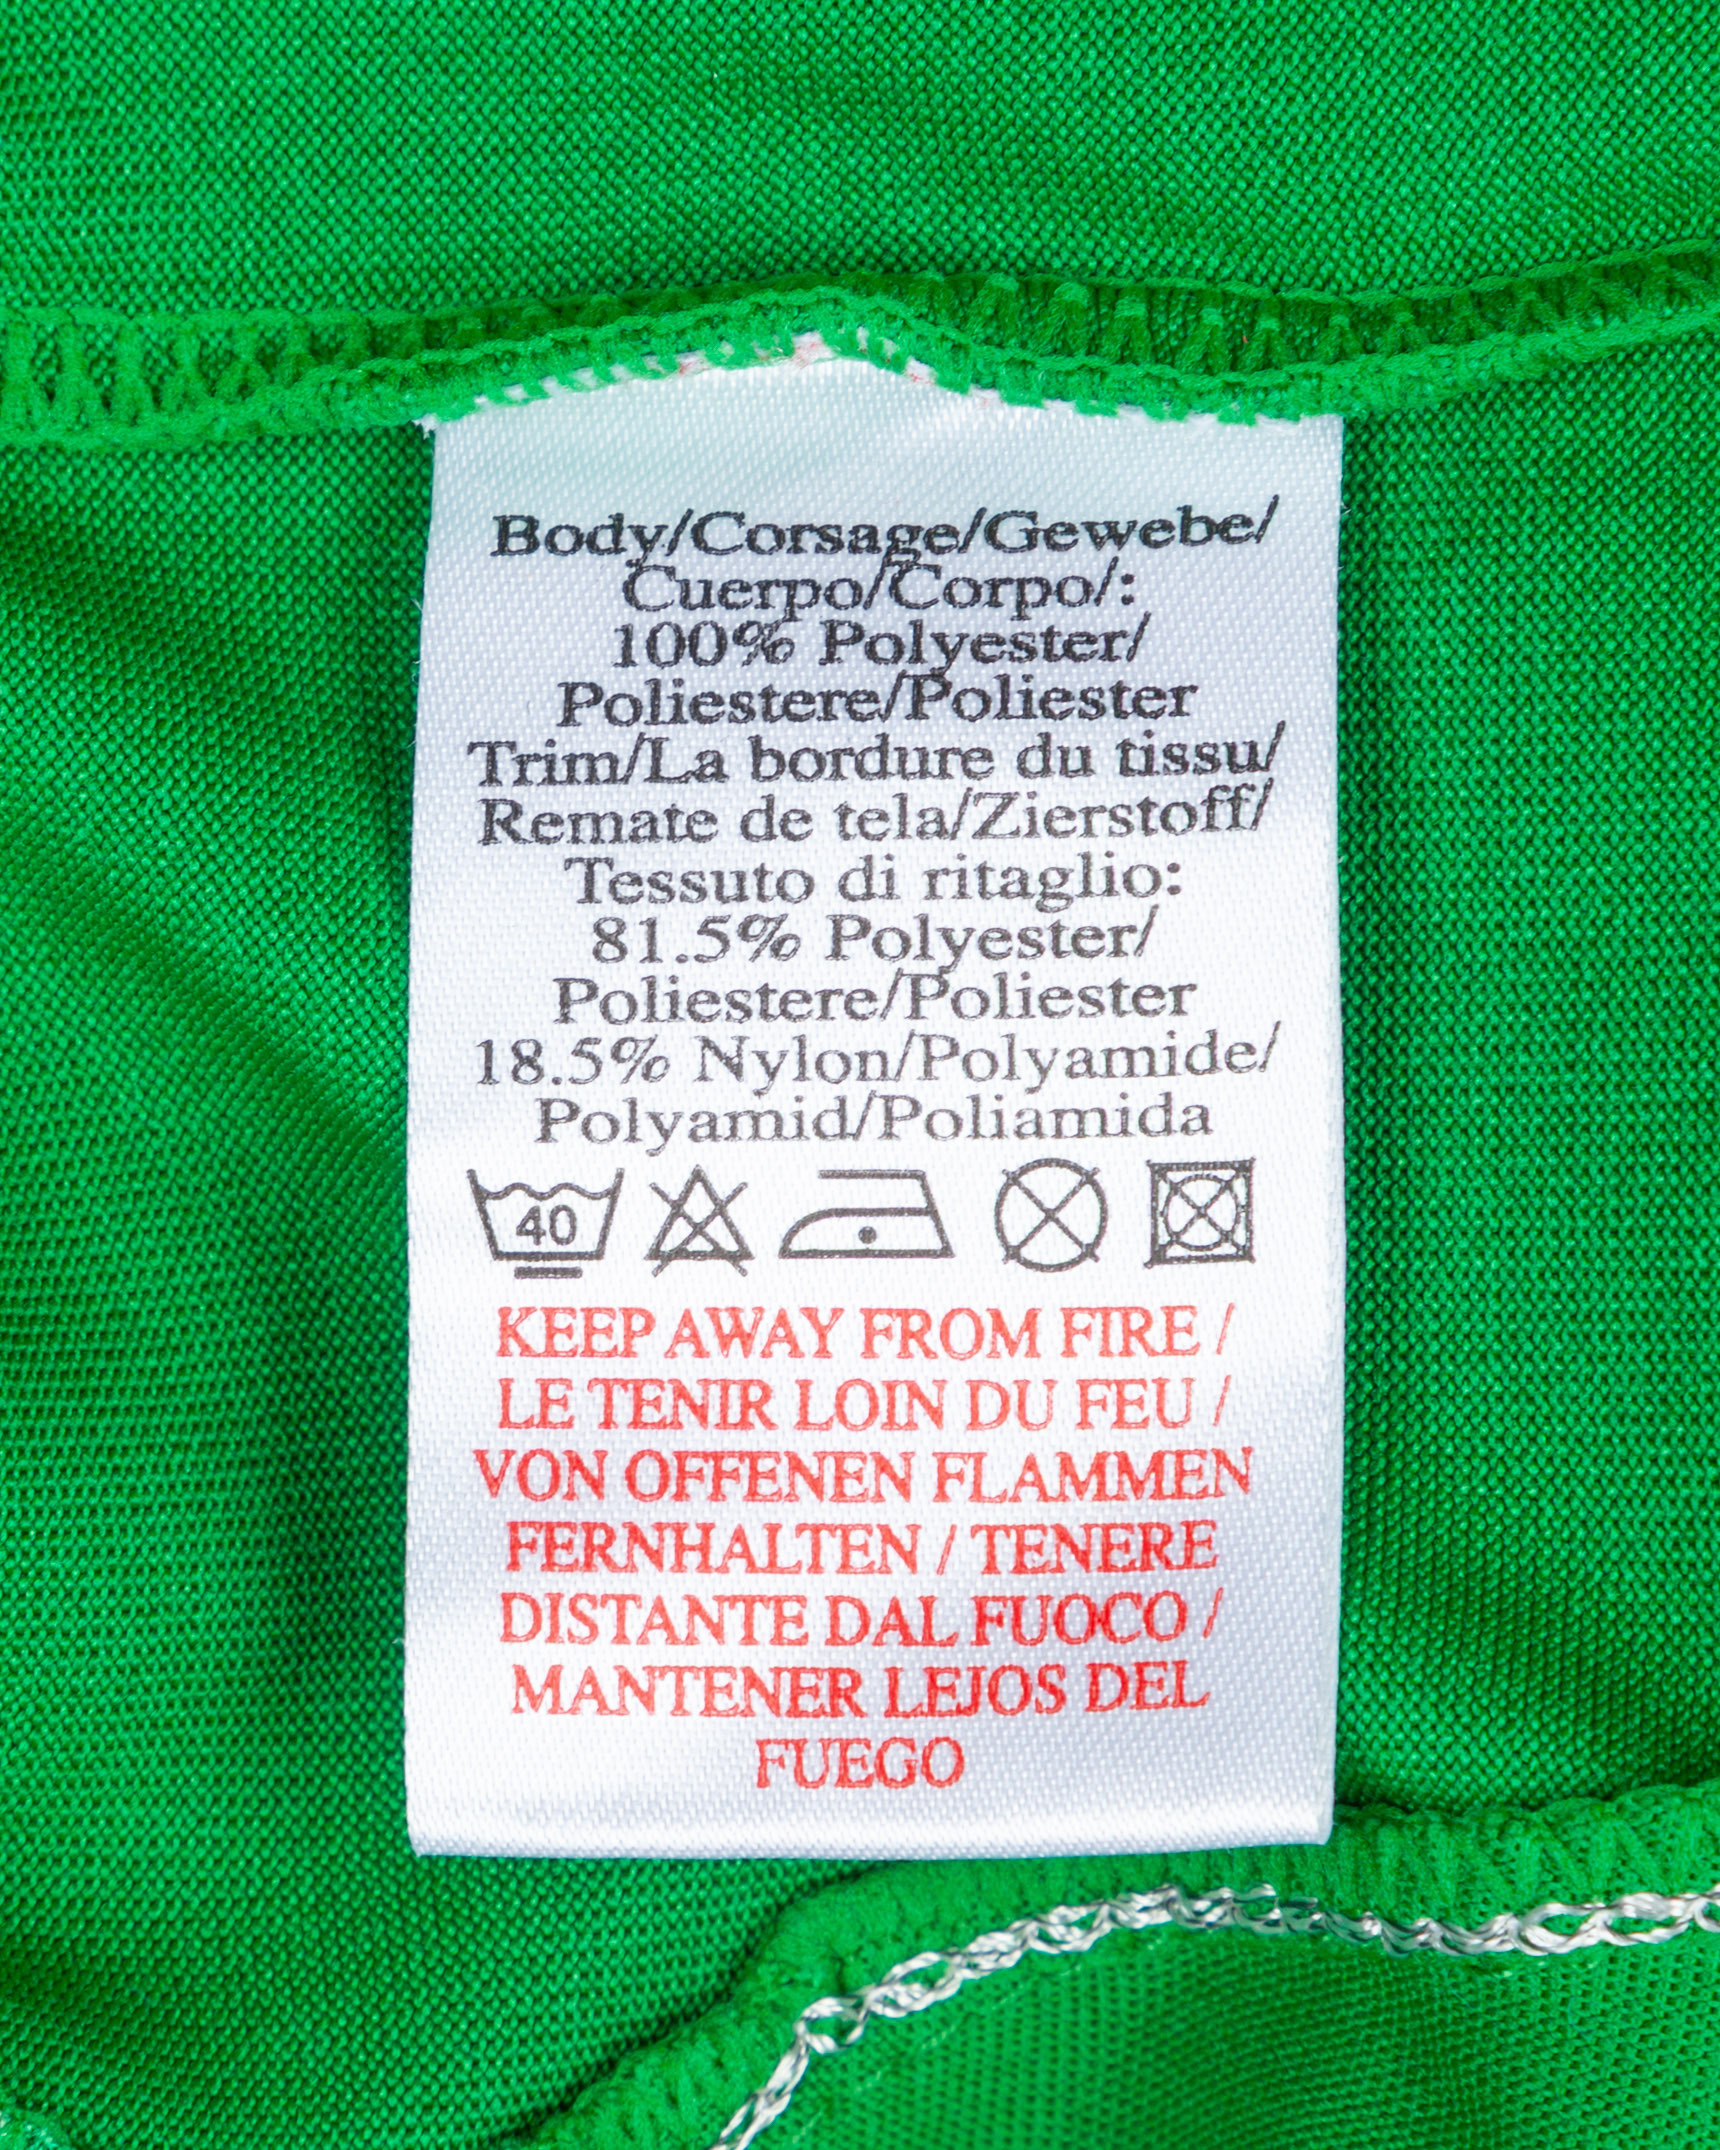 Body/Corsage/Gewebe/
Cuerpo/Corpo/:
100% Polyester/
Poliestere/Poliester
Trim/La bordure du tissu/
Remate de tela/Zierstoff/
Tessuto di ritaglio:
81.5% Polyester/
Poliestere/Poliester
18.5% Nylon/Polyamide/
Polyamid/Poliamida
40
KEEP AWAY FROM FIRE /
LE TENIR LOIN DU FEU /
VON OFFENEN FLAMMEN
FERNHALTEN / TENERE
DISTANTE DAL FUOCO /
MANTENER LEJOS DEL
FUEGO